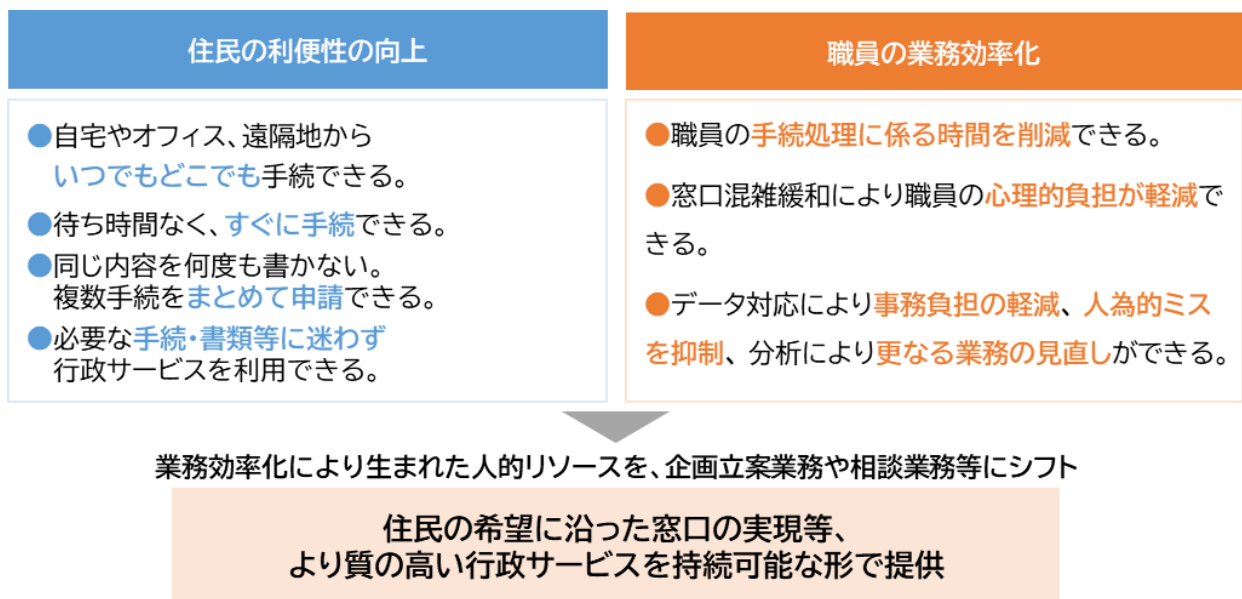 住民の利便性の向上
●自宅やオフィス、遠隔地から
いつでもどこでも手続できる。
●待ち時間なく、すぐに手続できる。
●同じ内容を何度も書かない。
複数手続をまとめて申請できる。
●必要な手続・書類等に迷わず
行政サービスを利用できる。
職員の業務効率化
●職員の手続処理に係る時間を削減できる。
●窓口混雑緩和により職員の心理的負担が軽減で
きる。
●データ対応により事務負担の軽減、人為的ミス
を抑制、分析により更なる業務の見直しができる。
業務効率化により生まれた人的リソースを、企画立案業務や相談業務等にシフト
住民の希望に沿った窓口の実現等、
より質の高い行政サービスを持続可能な形で提供